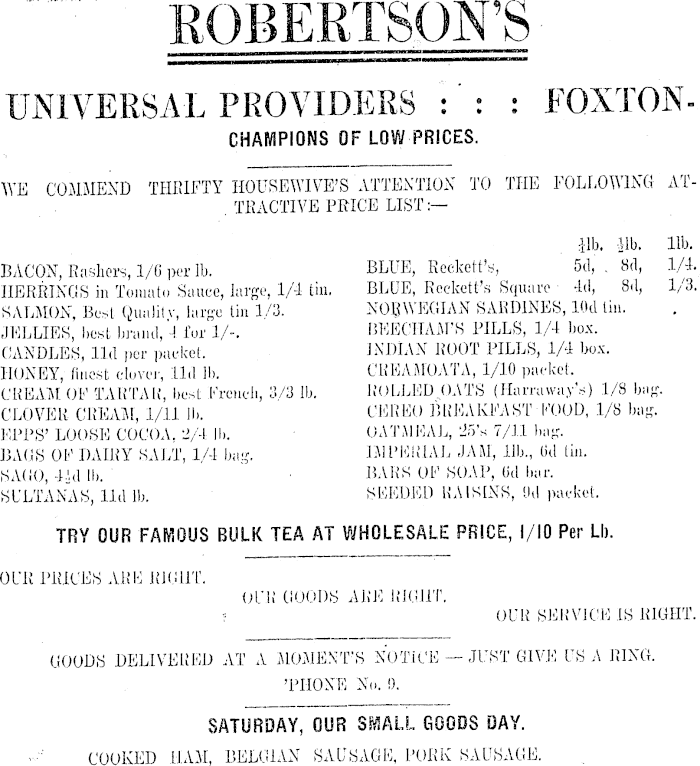 ROBERTSON'S
UNIVERSAL PROVIDERS : : : FOXTON-
CHAMPIONS OF LOW PRICES.
WE COMMEND THRIFTY HOUSEWIVE'S ATTENTION TO THE FOLLOWING AT-
TRACTIVE PRICE LIST:—
BACON, Rashers, 1/6 per lb.
HERRINGS in Tomato Sauce, large, 1/4 tin.
SALMON, Best Quality, large tin 1/3.
JELLIES, best brand, 4 for 1/-.
CANDLES, 11d per packet.
HONEY, finest clover, 11d lb.
CREAM OF TARTAR, best French, 3/3 lb.
CLOVER CREAM, 1/11 lb.
EPPS' LOOSE COCOA, 2/4 lb.
BAGS OF DAIRY SALT, 1/4 bag.
SAGO, 4½d lb.
SULTANAS, 11d lb.
¼lb. ½lb. 1lb.
BLUE, Reckett's, 5d, 8d, 1/4.
BLUE, Reckett's Square 4d, 8d, 1/3.
NORWEGIAN SARDINES, 10d tin.
BEECHAM'S PILLS, 1/4 box.
INDIAN ROOT PILLS, 1/4 box.
CREAMOATA, 1/10 packet.
ROLLED OATS (Harraway's) 1/8 bag.
CEREO BREAKFAST FOOD, 1/8 bag.
OATMEAL, 25's 7/11 bag.
IMPERIAL JAM, 1lb., 6d tin.
BARS OF SOAP, 6d bar.
SEEDED RAISINS, 9d packet.
TRY OUR FAMOUS BULK TEA AT WHOLESALE PRICE, 1/10 Per Lb.
OUR PRICES ARE RIGHT.
OUR GOODS ARE RIGHT.
OUR SERVICE IS RIGHT.
GOODS DELIVERED AT A MOMENT'S NOTICE — JUST GIVE US A RING.
'PHONE No. 9.
SATURDAY, OUR SMALL GOODS DAY.
COOKED HAM, BELGIAN SAUSAGE, PORK SAUSAGE.